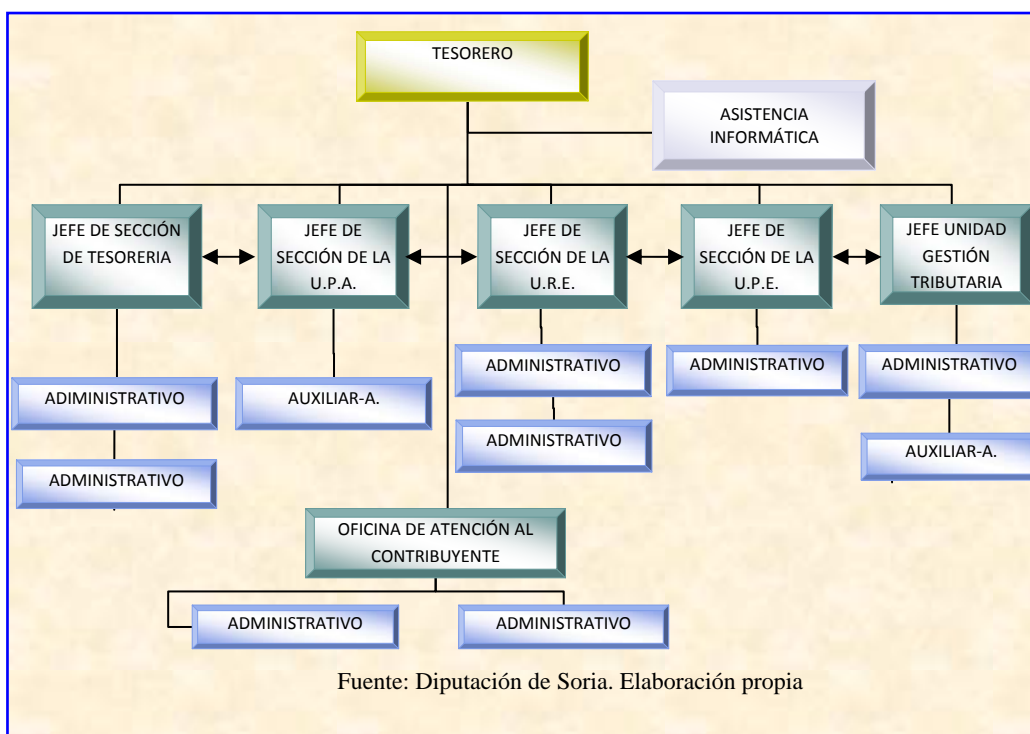 TESORERO
ASISTENCIA
INFORMÁTICA
JEFE DE SECCIÓN
DE TESORERIA
JEFE DE
SECCIÓN DE LA
U.P.A.
JEFE DE
SECCIÓN DE LA
U.R.E.
JEFE DE
SECCIÓN DE LA
U.P.E.
JEFE UNIDAD
GESTIÓN
TRIBUTARIA
ADIMINISTRATIVO
ADMINISTRATIVO
AUXILIAR-A.
ADMINISTRATIVO
ADMINISTRATIVO
ADMINISTRATIVO
ADMINISTRATIVO
AUXILIAR-A.
OFICINA DE ATENCIÓN AL
CONTRIBUYENTE
ADMINISTRATIVO
ADMINISTRATIVO
Fuente: Diputación de Soria. Elaboración propia